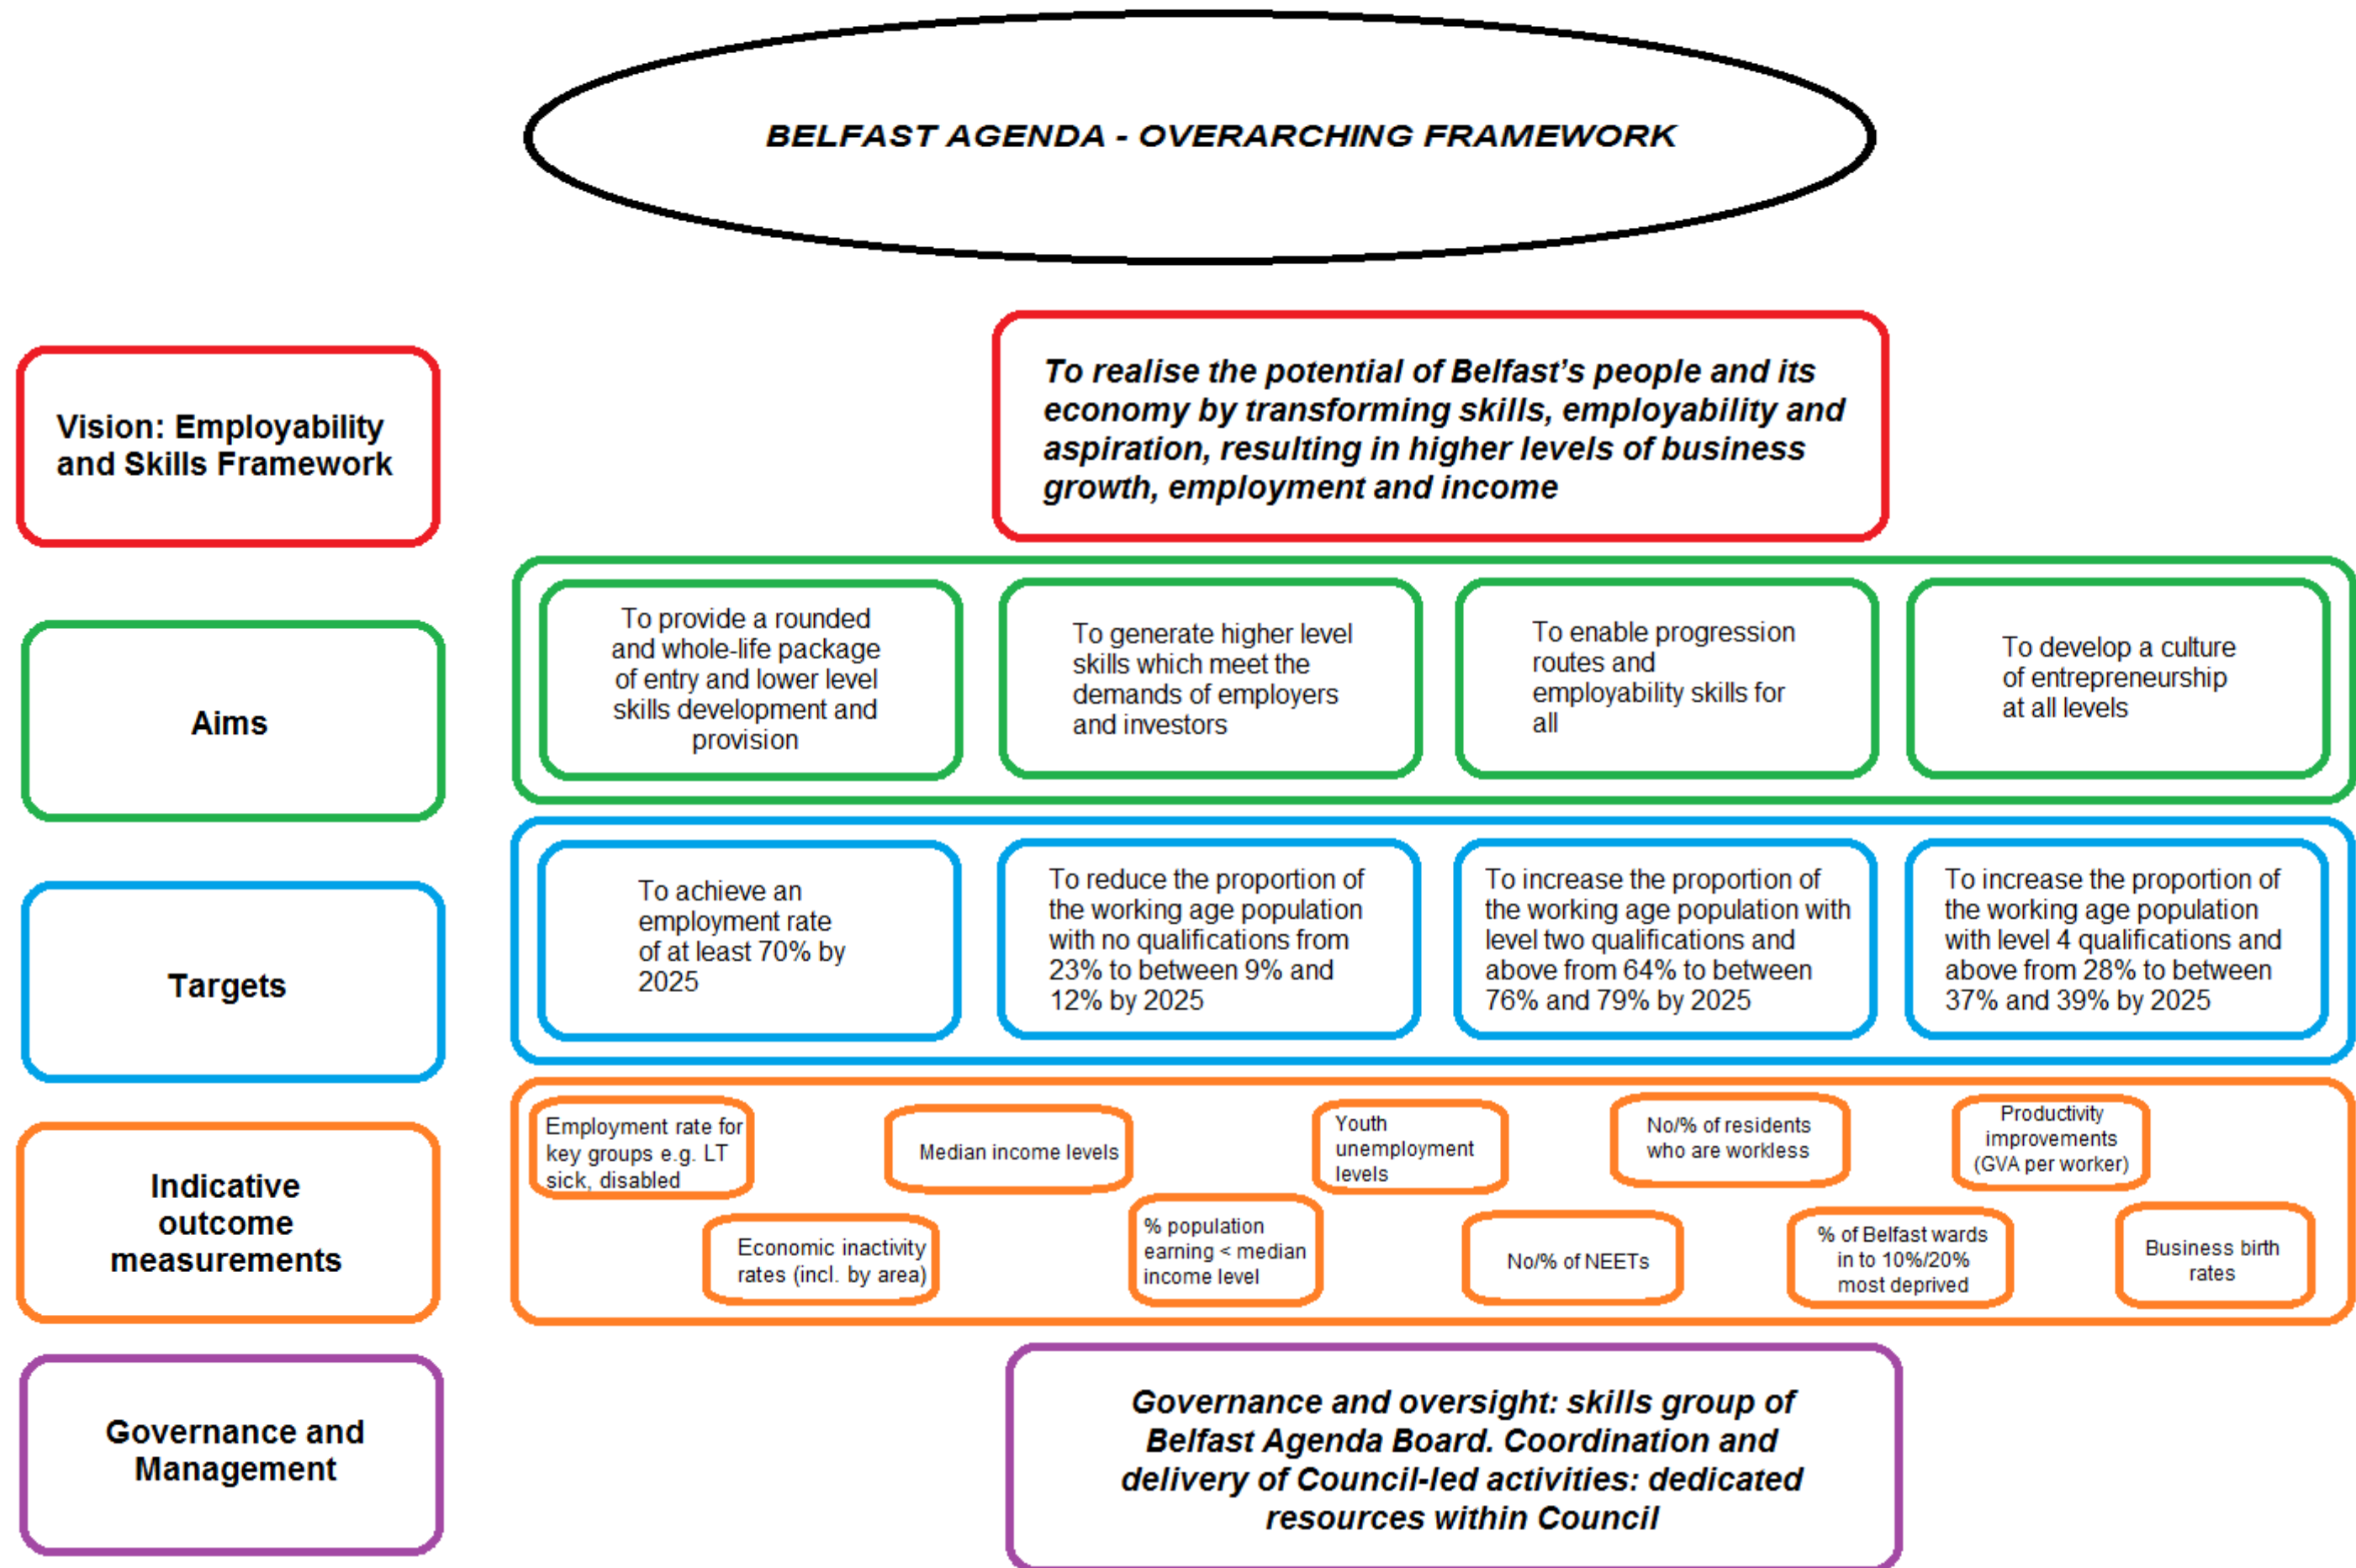 BELFAST AGENDA - OVERARCHING FRAMEWORK
Vision: Employability
and Skills Framework
To realise the potential of Belfast's people and its
economy by transforming skills, employability and
aspiration, resulting in higher levels of business
growth, employment and income
Aims
To provide a rounded
and whole-life package
of entry and lower level
skills development and
provision
To generate higher level
skills which meet the
demands of employers
and investors
To enable progression
routes and
employability skills for
all
To develop a culture
of entrepreneurship
at all levels
Targets
To achieve an
employment rate
of at least 70% by
2025
To reduce the proportion of
the working age population
with no qualifications from
23% to between 9% and
12% by 2025
To increase the proportion of
the working age population with
level two qualifications and
above from 64% to between
76% and 79% by 2025
To increase the proportion of
the working age population
with level 4 qualifications and
above from 28% to between
37% and 39% by 2025
Indicative
outcome
measurements
Employment rate for
key groups e.g. LT
sick, disabled
Median income levels
Youth
unemployment
levels
No/% of residents
who are workless
Productivity
improvements
(GVA per worker)
Economic inactivity
rates (incl. by area)
% population
earning < median
income level
No/% of NEETs
% of Belfast wards
in to 10%/20%
most deprived
Business birth
rates
Governance and
Management
Governance and oversight: skills group of
Belfast Agenda Board. Coordination and
delivery of Council-led activities: dedicated
resources within Council